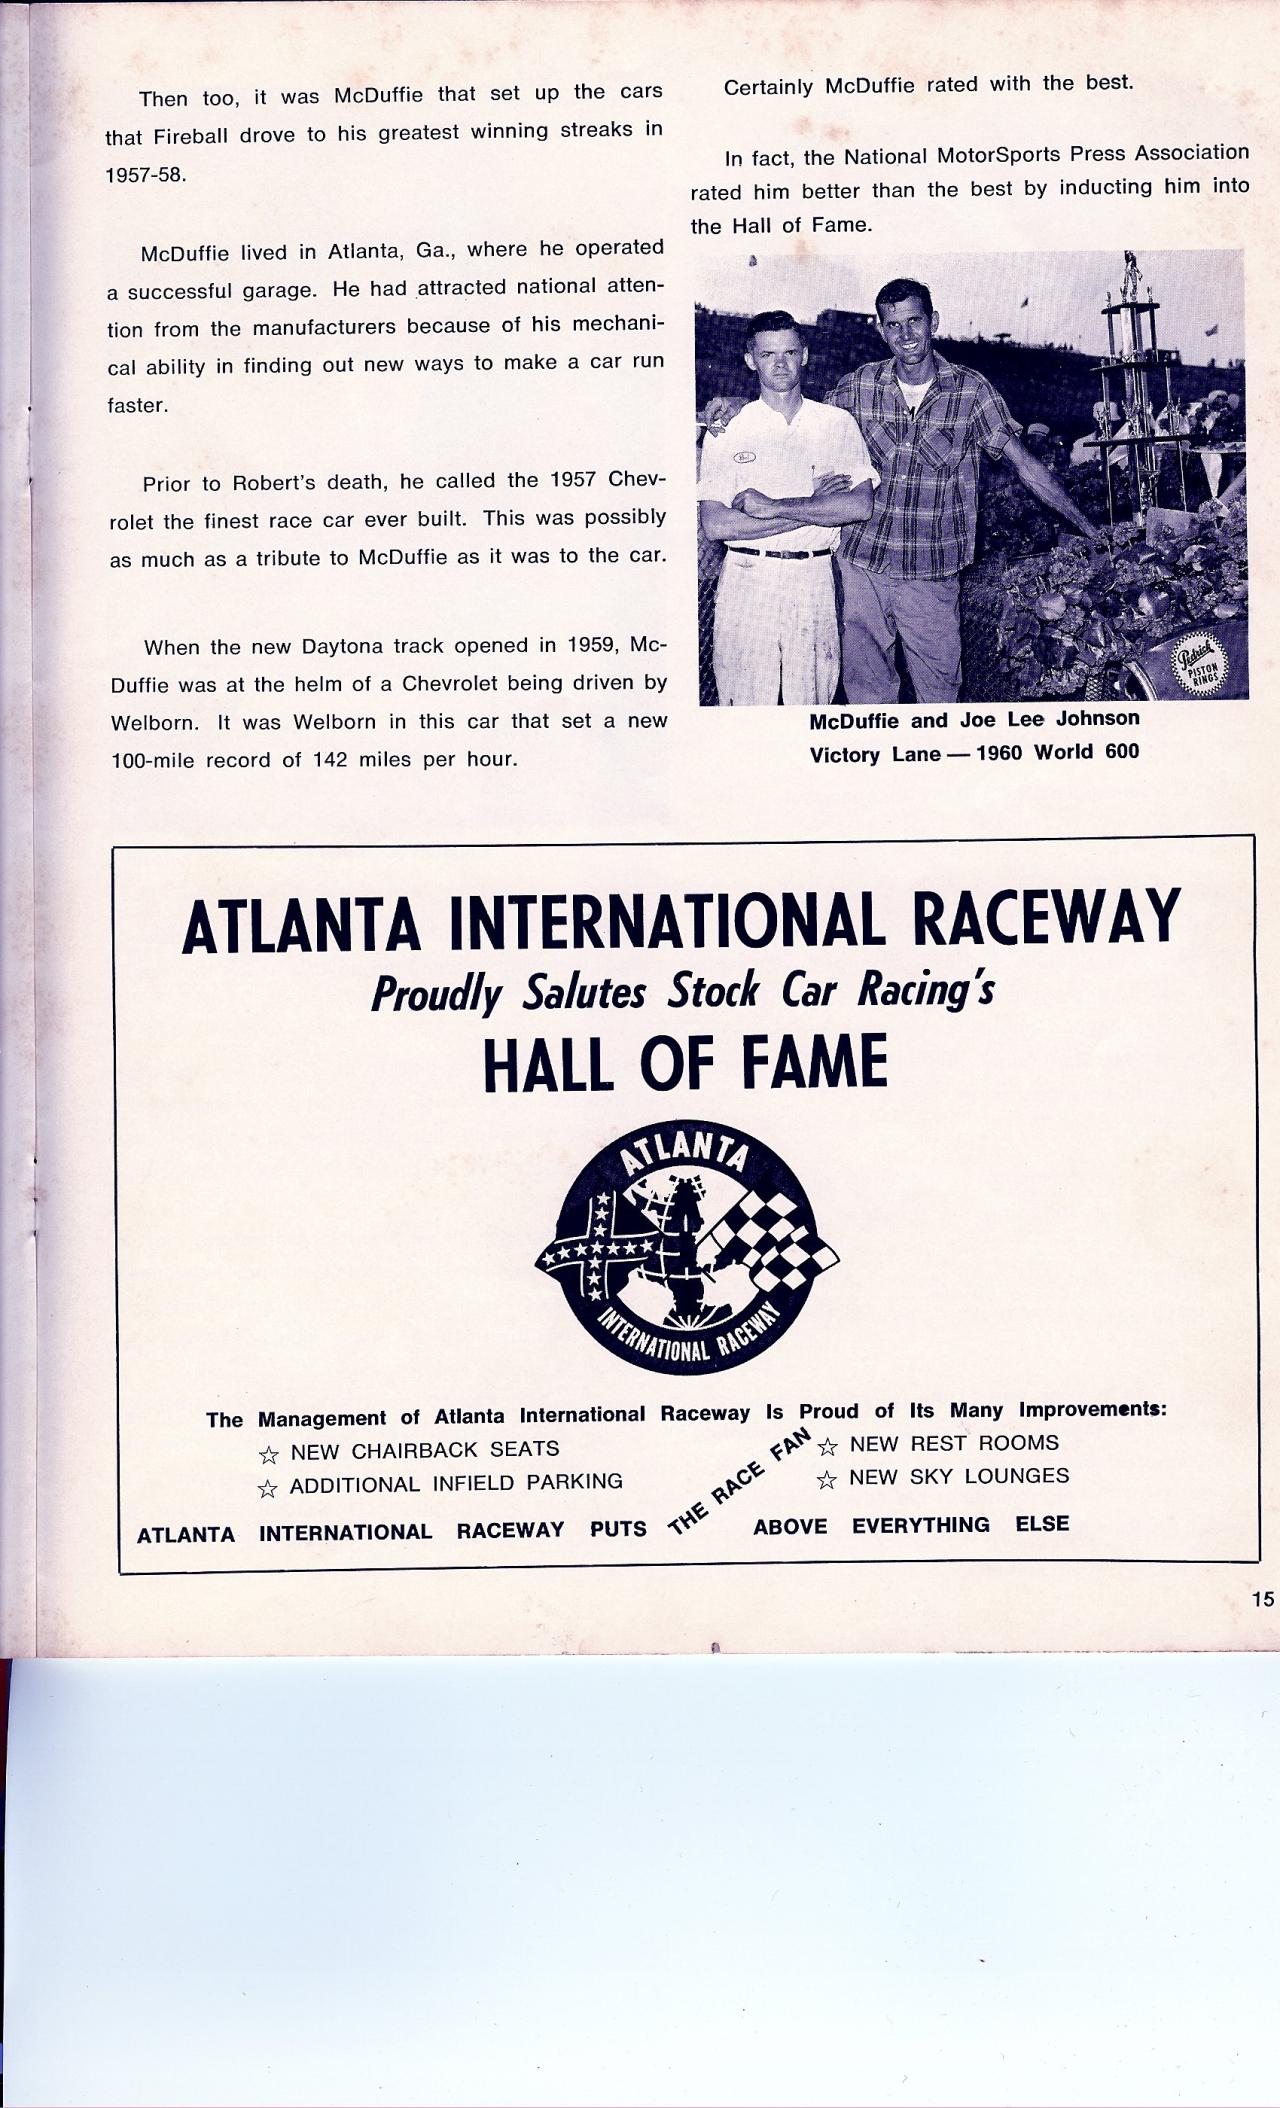 Then too, it was McDuffie that set up the cars
that Fireball drove to his greatest winning streaks in
1957-58.
McDuffie lived in Atlanta, Ga., where he operated
a successful garage. He had attracted national atten-
tion from the manufacturers because of his mechani-
cal ability in finding out new ways to make a car run
faster.
Prior to Robert's death, he called the 1957 Chev-
rolet the finest race car ever built. This was possibly
as much as a tribute to McDuffie as it was to the car.
When the new Daytona track opened in 1959, Mc-
Duffie was at the helm of a Chevrolet being driven by
Welborn. It was Welborn in this car that set a new
100-mile record of 142 miles per hour.
Certainly McDuffie rated with the best.
In fact, the National MotorSports Press Association
rated him better than the best by inducting him into
the Hall of Fame.
Pedrick
PISTON
RINGS
McDuffie and Joe Lee Johnson
Victory Lane — 1960 World 600
ATLANTA INTERNATIONAL RACEWAY
Proudly Salutes Stock Car Racing's
HALL OF FAME
ATLANTA
INTERNATIONAL RACEWAY
The Management of Atlanta International Raceway Is Proud of Its Many Improvements:
☆ NEW CHAIRBACK SEATS
☆ ADDITIONAL INFIELD PARKING
☆ NEW REST ROOMS
☆ NEW SKY LOUNGES
ATLANTA INTERNATIONAL RACEWAY PUTS THE RACE FAN ABOVE EVERYTHING ELSE
15